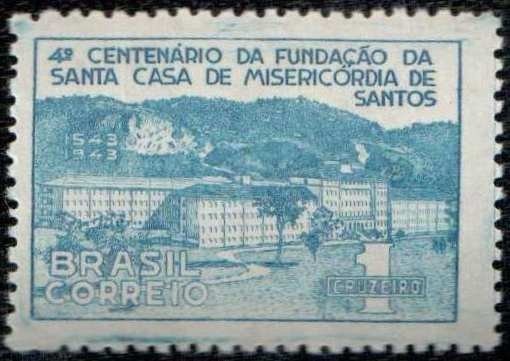 4º CENTENÁRIO DA FUNDAÇÃO DA
SANTA CASA DE MISERICÓRDIA DE
SANTOS
1543
1943
BRASIL
CORREIO
1
CRUZEIRO